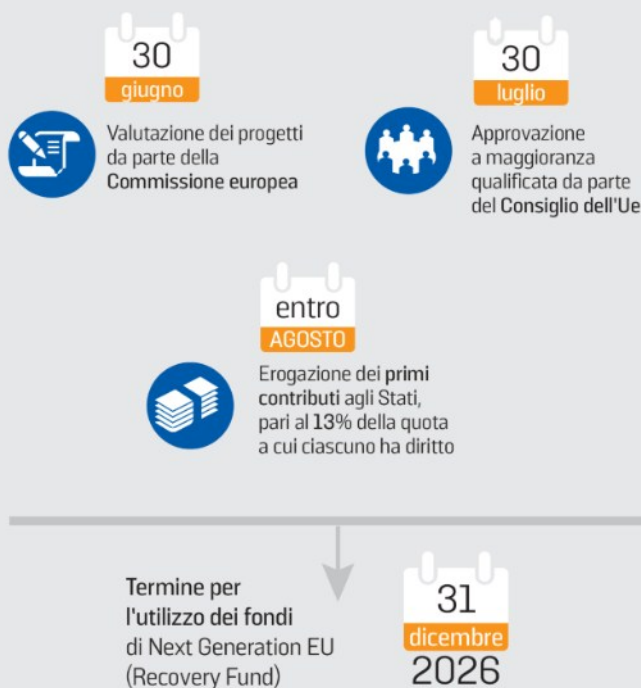 30
giugno
Valutazione dei progetti
da parte della
Commissione europea
30
luglio
Approvazione
a maggioranza
qualificata da parte
del Consiglio dell'Ue
entro
AGOSTO
Erogazione dei primi
contributi agli Stati,
pari al 13% della quota
a cui ciascuno ha diritto
Termine per
l'utilizzo dei fondi
di Next Generation EU
(Recovery Fund)
31
dicembre
2026